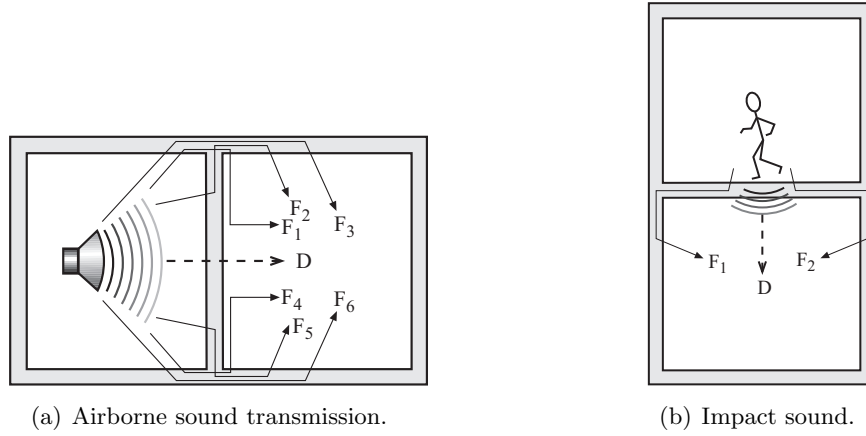 F₂
F₁ F₃
D
F₄ F₆
F₅
(a) Airborne sound transmission.
F₁ F₂
D
(b) Impact sound.